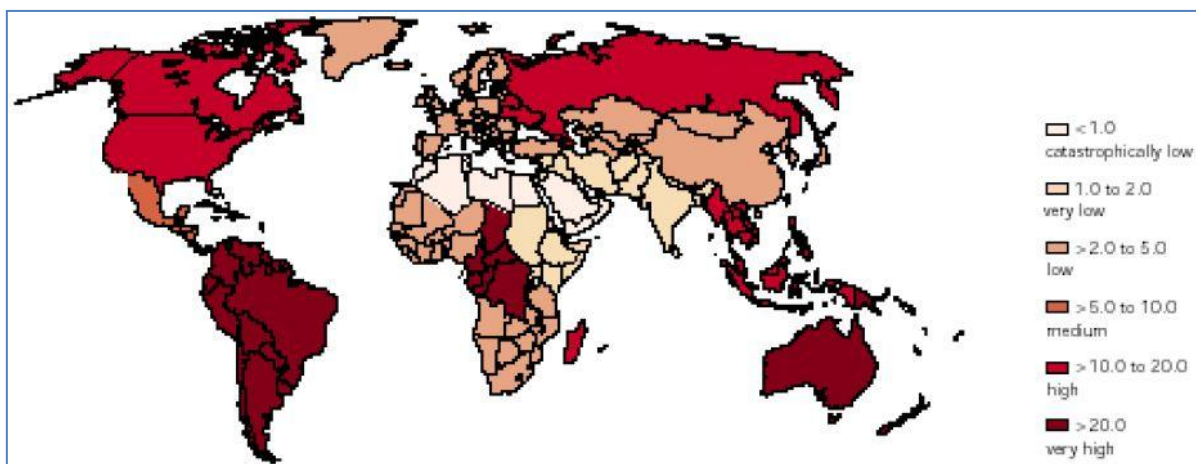 < 1.0
catastrophically low
1.0 to 2.0
very low
>2.0 to 5.0
low
>5.0 to 10.0
medium
>10.0 to 20.0
high
>20.0
very high